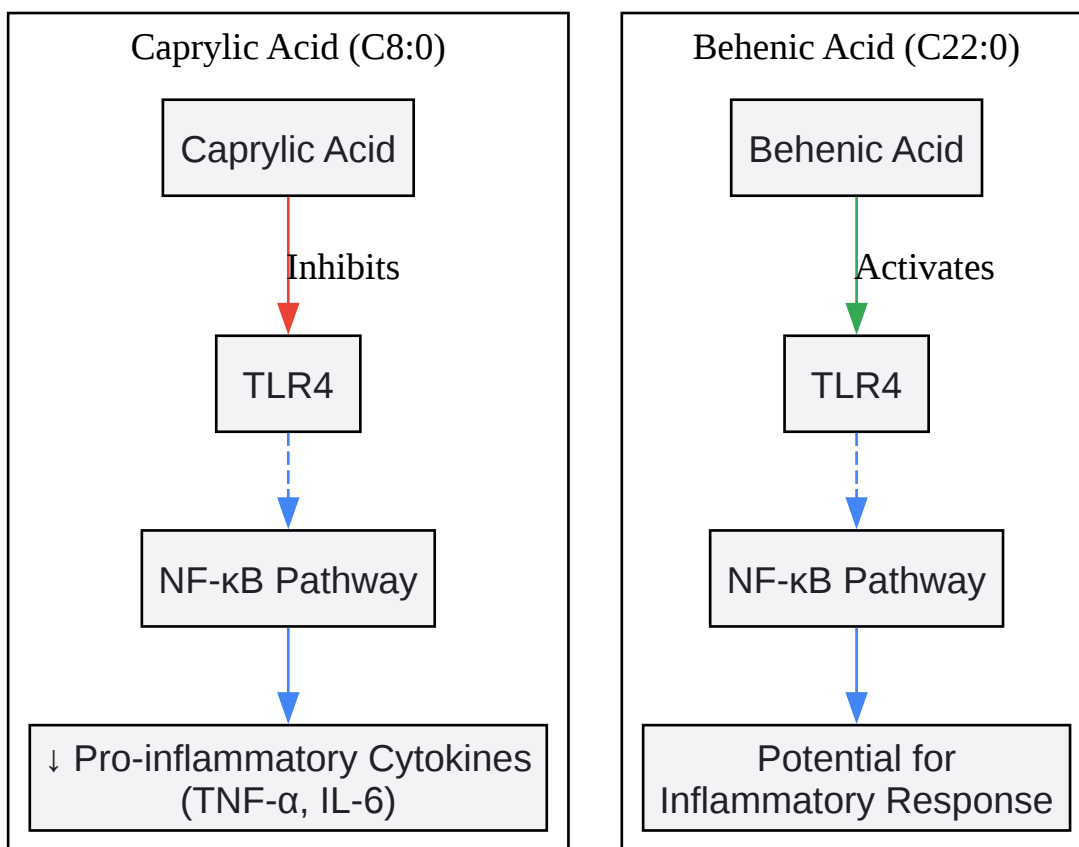 Caprylic Acid (C8:0)
Caprylic Acid
Inhibits
TLR4
NF-κB Pathway
↓ Pro-inflammatory Cytokines
(TNF-α, IL-6)
Behenic Acid (C22:0)
Behenic Acid
Activates
TLR4
NF-κB Pathway
Potential for
Inflammatory Response